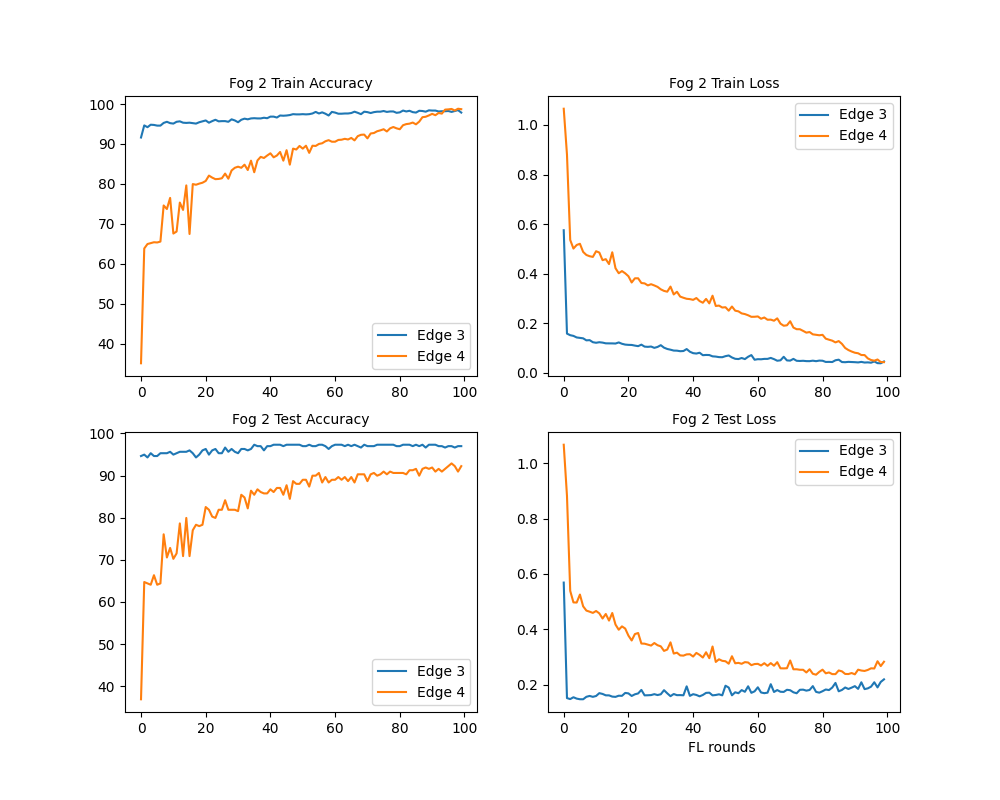 Fog 2 Train Accuracy
100
90
80
70
60
50
40
0 20 40 60 80 100
Edge 3
Edge 4
Fog 2 Train Loss
1.0
0.8
0.6
0.4
0.2
0.0
0 20 40 60 80 100
Edge 3
Edge 4
Fog 2 Test Accuracy
100
90
80
70
60
50
40
0 20 40 60 80 100
Edge 3
Edge 4
Fog 2 Test Loss
1.0
0.8
0.6
0.4
0.2
0 20 40 60 80 100
Edge 3
Edge 4
FL rounds